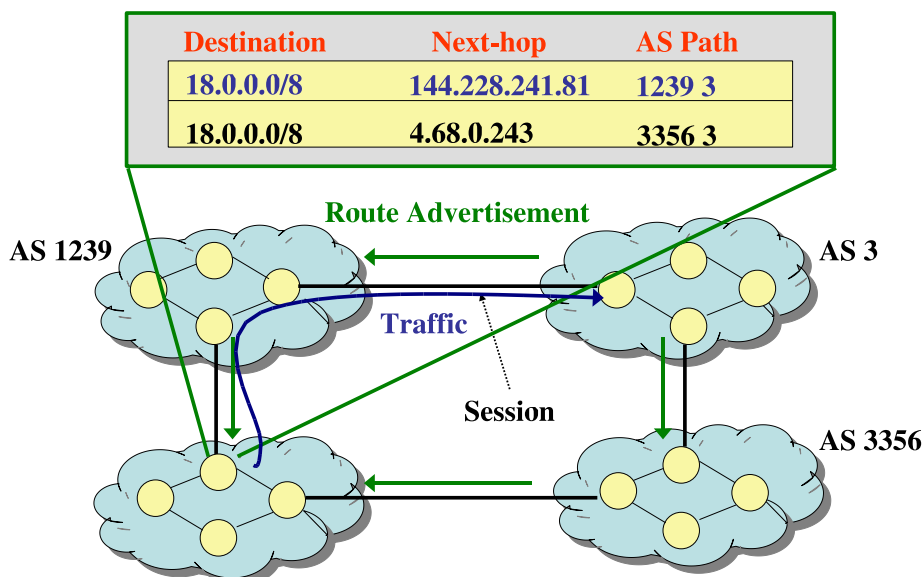 Destination Next-hop AS Path
18.0.0.0/8 144.228.241.81 1239 3
18.0.0.0/8 4.68.0.243 3356 3
Route Advertisement
AS 1239
AS 3
Traffic
Session
AS 3356